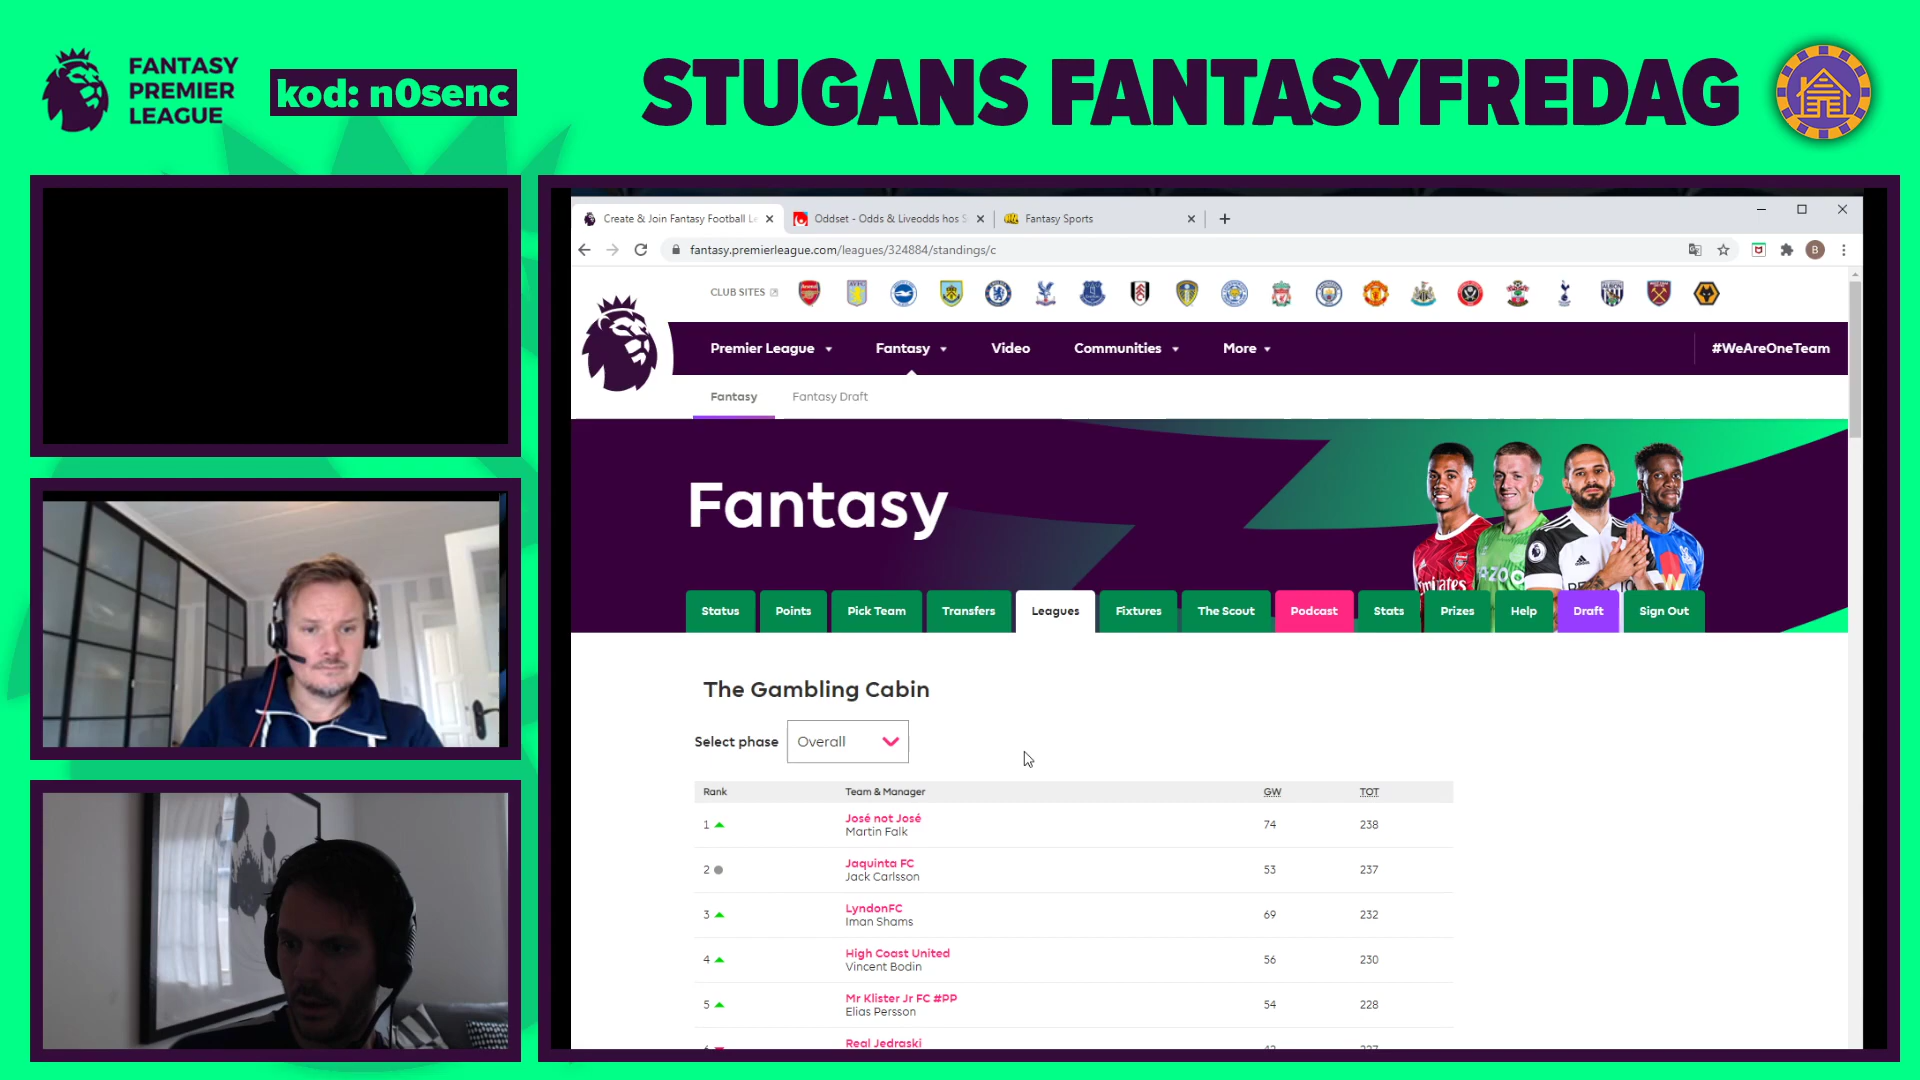 FANTASY
PREMIER
LEAGUE
kod: n0senc
STUGANS FANTASYFREDAG
Create & Join Fantasy Football Le
Oddset - Odds & Liveodds hos S
Fantasy Sports
fantasy.premierleague.com/leagues/324884/standings/c
B
CLUB SITES
Premier League
Fantasy
Video
Communities
More
#WeAreOneTeam
Fantasy
Fantasy Draft
Fantasy
Status
Points
Pick Team
Transfers
Leagues
Fixtures
The Scout
Podcast
Stats
Prizes
Help
Draft
Sign Out
The Gambling Cabin
Select phase
Overall
Rank
Team & Manager
GW
TOT
1
José not José
Martin Falk
74
238
2
Jaquinta FC
Jack Carlsson
53
237
3
LyndonFC
Iman Shams
69
232
4
High Coast United
Vincent Bodin
56
230
5
Mr Klister Jr FC #PP
Elias Persson
54
228
Real Jedraski